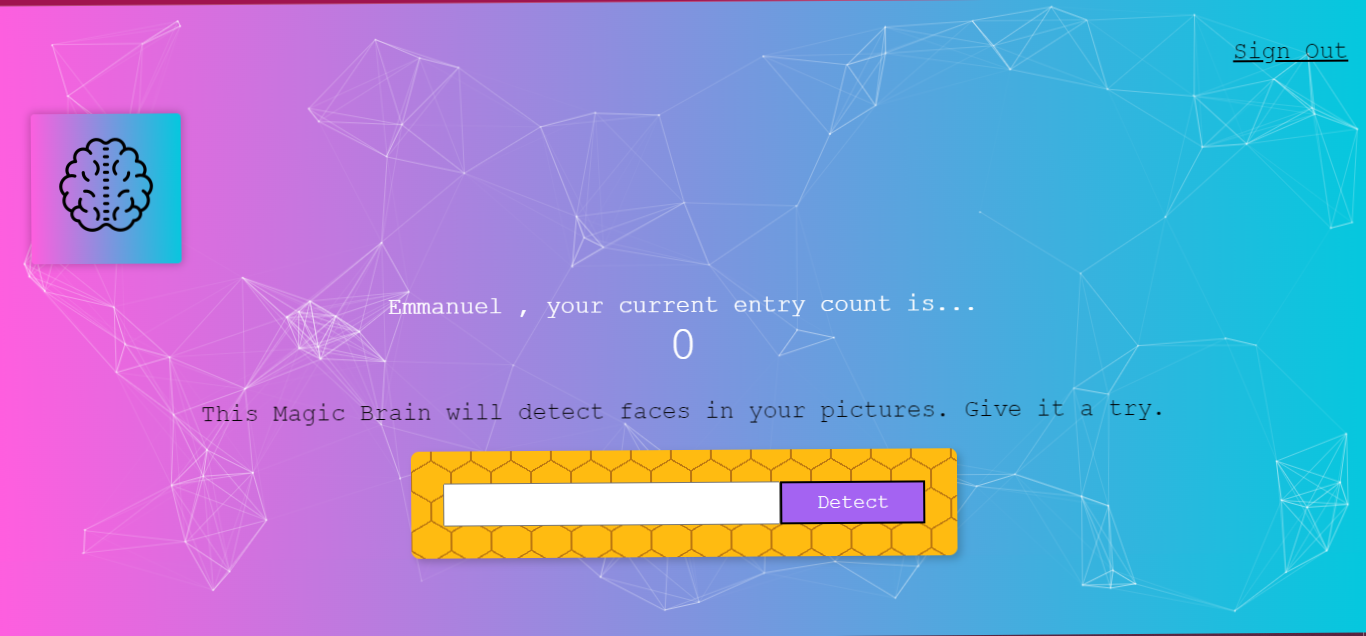 Sign Out
Emmanuel , your current entry count is...
0
This Magic Brain will detect faces in your pictures. Give it a try.
Detect